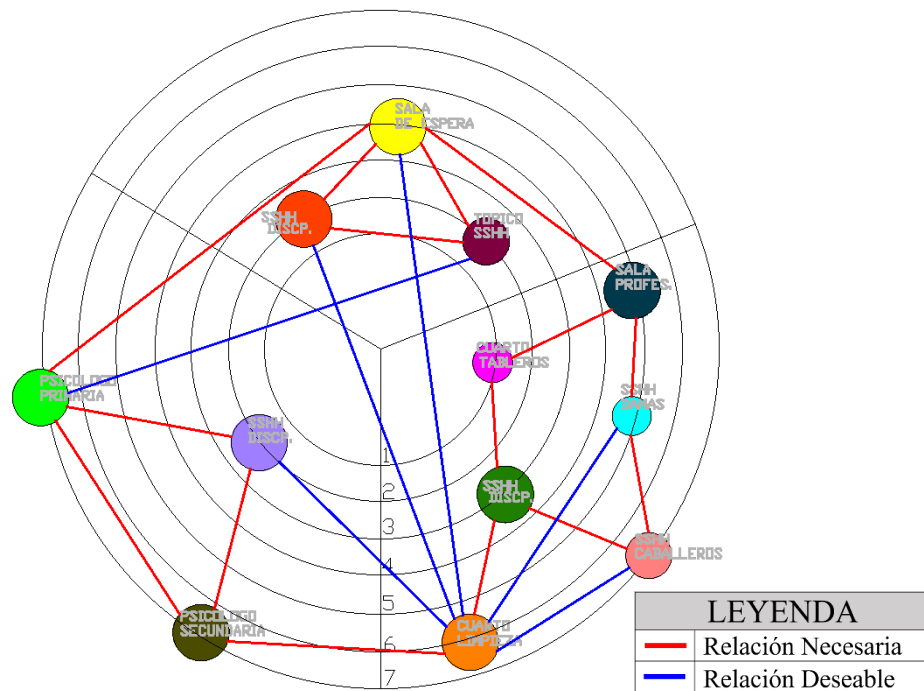 SALA
DE ESPERA
SSHH
DISCP.
TOPICO
SSHH
SALA
PROFES.
CUARTO
TABLEROS
PSICOLOGO
PRIMARIA
SSHH
DAMAS
SSHH
DISCP.
1
2
SSHH
DISCP.
3
SSHH
CABALLEROS
4
5
PSICOLOGO
SECUNDARIA
CUARTO
LIMPIEZA
6
7
LEYENDA
Relación Necesaria
Relación Deseable